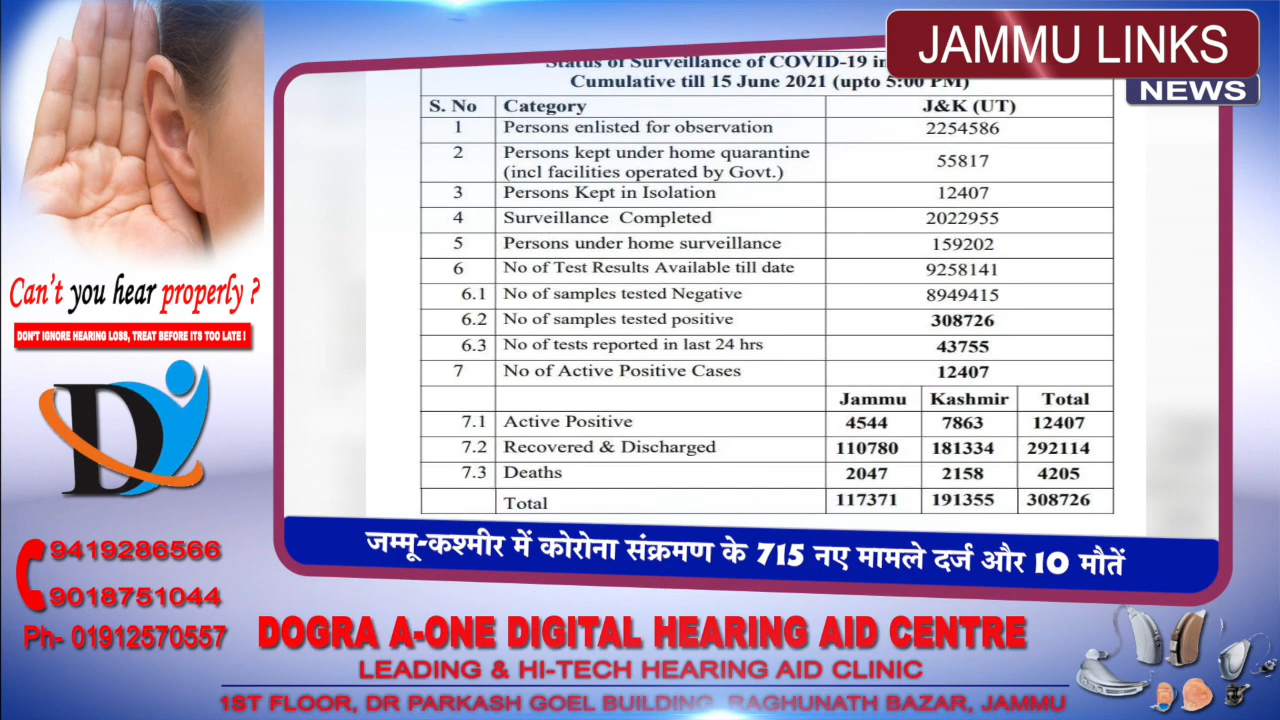 JAMMU LINKS
NEWS
Status of Surveillance of COVID-19 in
Cumulative till 15 June 2021 (upto 5:00 PM)
S. No Category J&K (UT)
1 Persons enlisted for observation 2254586
2 Persons kept under home quarantine (incl facilities operated by Govt.) 55817
3 Persons Kept in Isolation 12407
4 Surveillance Completed 2022955
5 Persons under home surveillance 159202
6 No of Test Results Available till date 9258141
6.1 No of samples tested Negative 8949415
6.2 No of samples tested positive 308726
6.3 No of tests reported in last 24 hrs 43755
7 No of Active Positive Cases 12407
Jammu Kashmir Total
7.1 Active Positive 4544 7863 12407
7.2 Recovered & Discharged 110780 181334 292114
7.3 Deaths 2047 2158 4205
Total 117371 191355 308726
जम्मू-कश्मीर में कोरोना संक्रमण के 715 नए मामले दर्ज और 10 मौतें
Can't you hear properly ?
DON'T IGNORE HEARING LOSS, TREAT BEFORE ITS TOO LATE !
D
9419286566
9018751044
Ph- 01912570557
DOGRA A-ONE DIGITAL HEARING AID CENTRE
LEADING & HI-TECH HEARING AID CLINIC
1ST FLOOR, DR PARKASH GOEL BUILDING, RAGHUNATH BAZAR, JAMMU